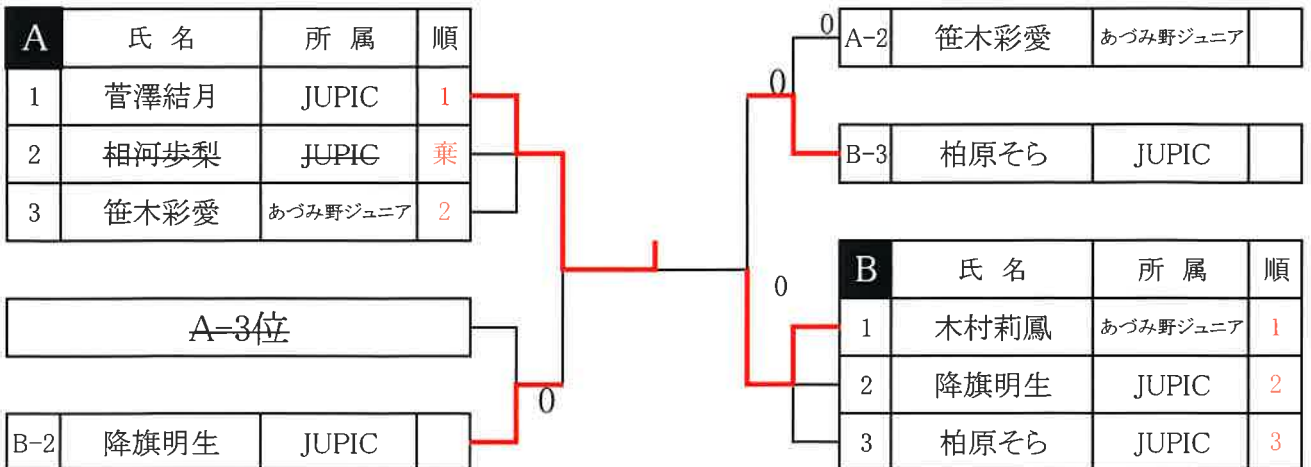 A 氏名 所属 順
1 菅澤結月 JUPIC 1
2 相河歩梨 JUPIC 棄
3 笹木彩愛 あづみ野ジュニア 2
A-3位
B-2 降旗明生 JUPIC
0
0 A-2 笹木彩愛 あづみ野ジュニア
0
B-3 柏原そら JUPIC
0
B 氏名 所属 順
1 木村莉鳳 あづみ野ジュニア 1
2 降旗明生 JUPIC 2
3 柏原そら JUPIC 3